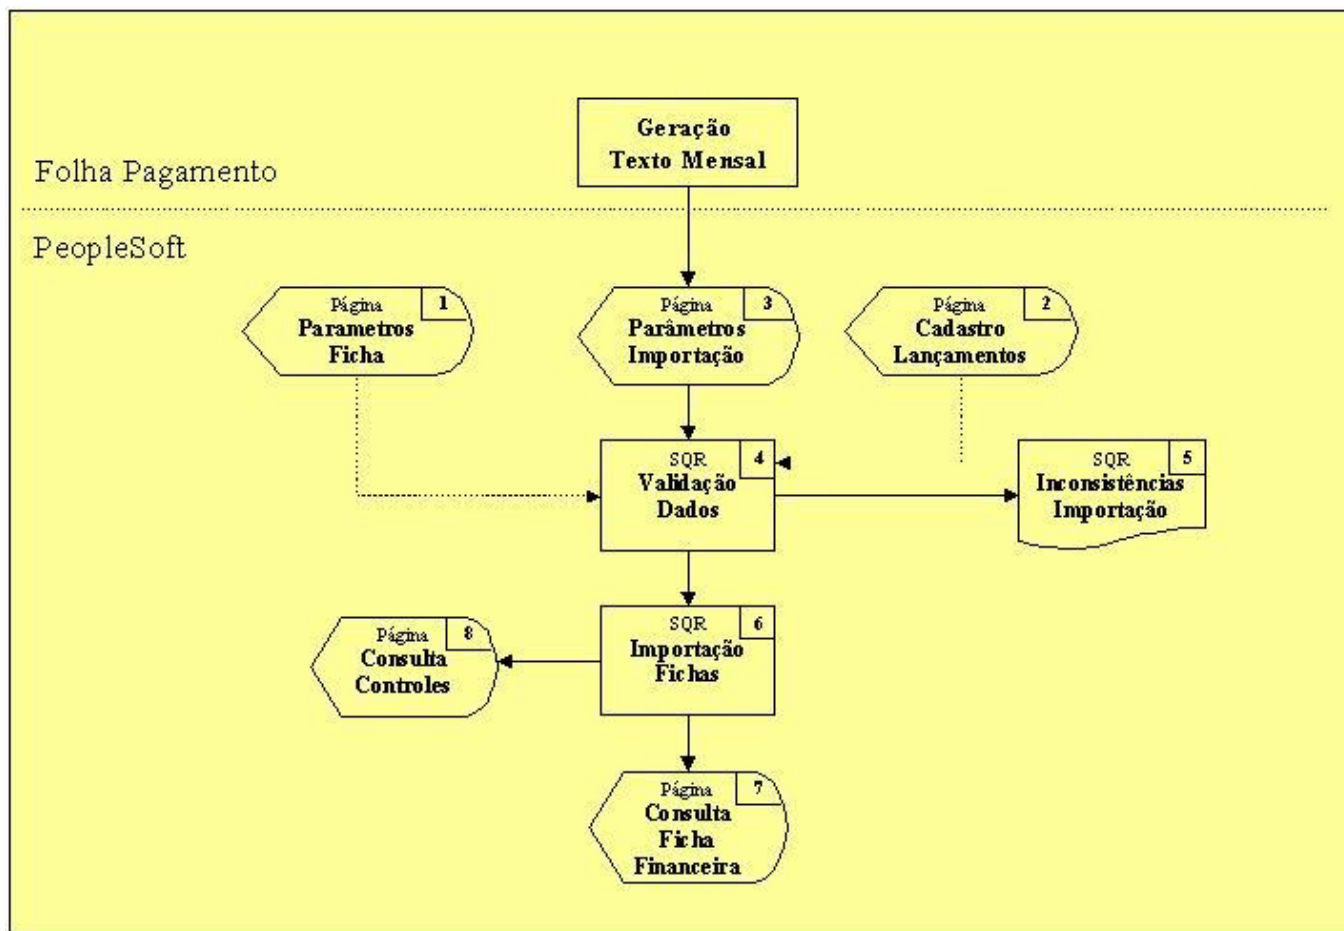 Geração
Texto Mensal
Folha Pagamento
PeopleSoft
Página 1
Parametros
Ficha
Página 3
Parâmetros
Importação
Página 2
Cadastro
Lançamentos
SQR 4
Validação
Dados
SQR 5
Inconsistências
Importação
SQR 6
Importação
Fichas
Página 8
Consulta
Controles
Página 7
Consulta
Ficha
Financeira